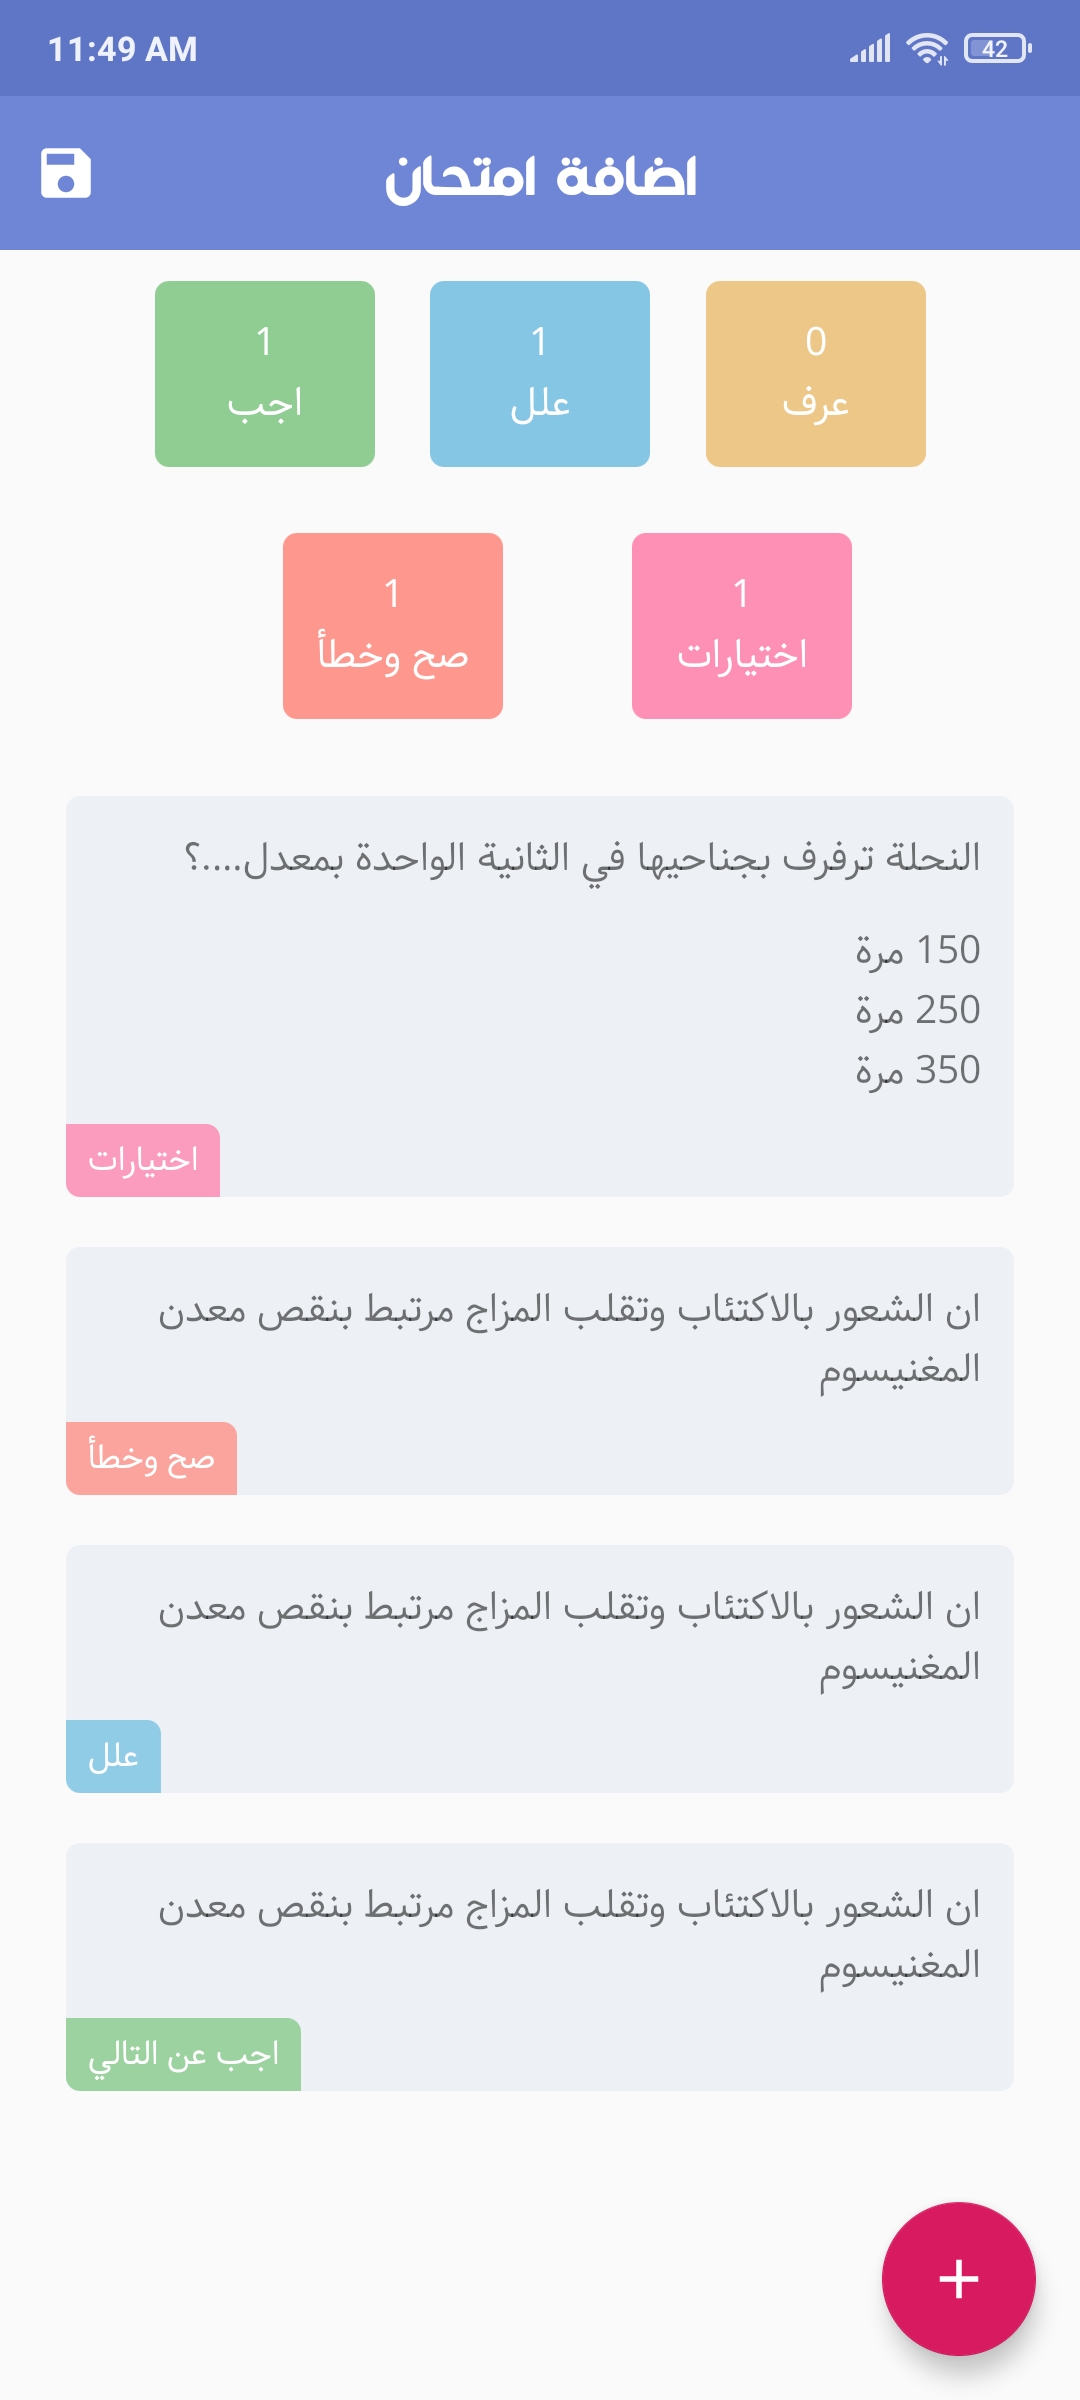 11:49 AM
42
اضافة امتحان
0
عرف
1
علل
1
اجب
1
اختيارات
1
صح وخطأ
النحلة ترفرف بجناحيها في الثانية الواحدة بمعدل....؟
150 مرة
250 مرة
350 مرة
اختيارات
ان الشعور بالاكتئاب وتقلب المزاج مرتبط بنقص معدن
المغنيسوم
صح وخطأ
ان الشعور بالاكتئاب وتقلب المزاج مرتبط بنقص معدن
المغنيسوم
علل
ان الشعور بالاكتئاب وتقلب المزاج مرتبط بنقص معدن
المغنيسوم
اجب عن التالي